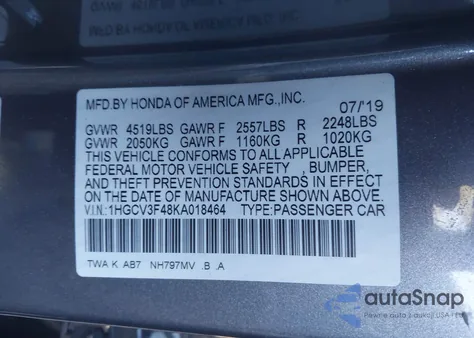 MFD.BY HONDA OF AMERICA MFG.,INC. 07/'19
GVWR 4519LBS GAWR F 2557LBS R 2248LBS
GVWR 2050KG GAWR F 1160KG R 1020KG
THIS VEHICLE CONFORMS TO ALL APPLICABLE
FEDERAL MOTOR VEHICLE SAFETY , BUMPER,
AND THEFT PREVENTION STANDARDS IN EFFECT
ON THE DATE OF MANUFACTURE SHOWN ABOVE.
V.I.N.:1HGCV3F48KA018464 TYPE:PASSENGER CAR
TWA K AB7 NH797MV .B .A
autoSnap